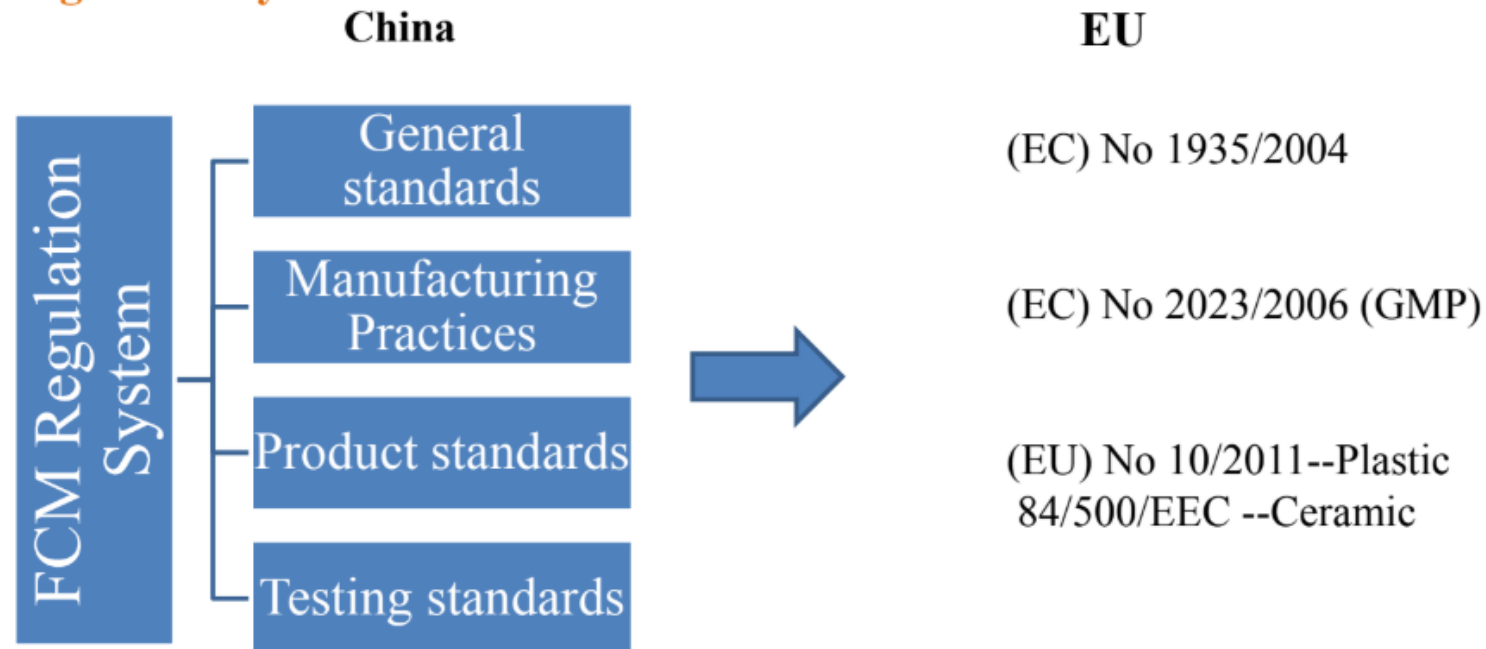 China
EU
FCM Regulation
System
General
standards
Manufacturing
Practices
Product standards
Testing standards
(EC) No 1935/2004
(EC) No 2023/2006 (GMP)
(EU) No 10/2011--Plastic
84/500/EEC --Ceramic